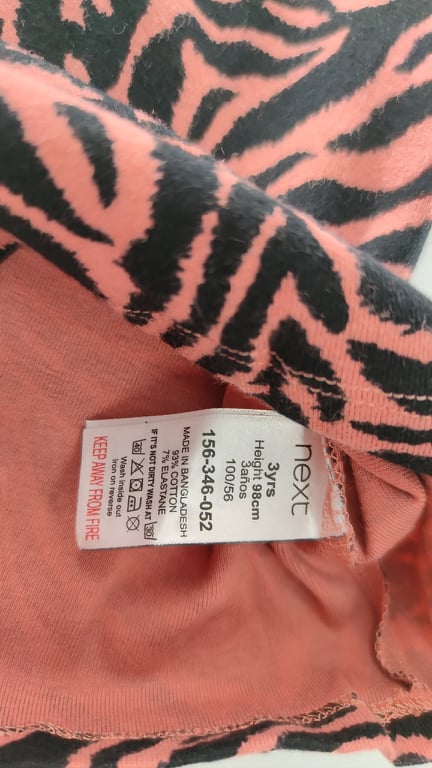 next
3yrs
Height 98cm
3años
100/56
156-346-052
MADE IN BANGLADESH
93% COTTON
7% ELASTANE
IF IT'S NOT DIRTY WASH AT 30
40
Wash inside out
Iron on reverse
KEEP AWAY FROM FIRE